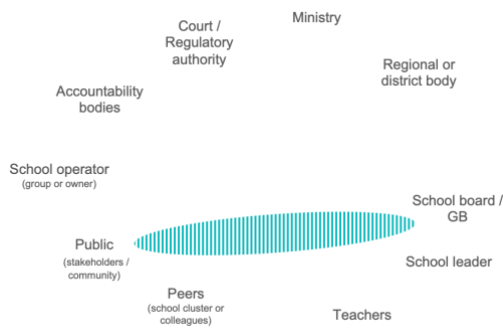 Ministry
Court /
Regulatory
authority
Regional or
district body
Accountability
bodies
School operator
(group or owner)
School board /
GB
Public
(stakeholders /
community)
School leader
Peers
(school cluster or
colleagues)
Teachers